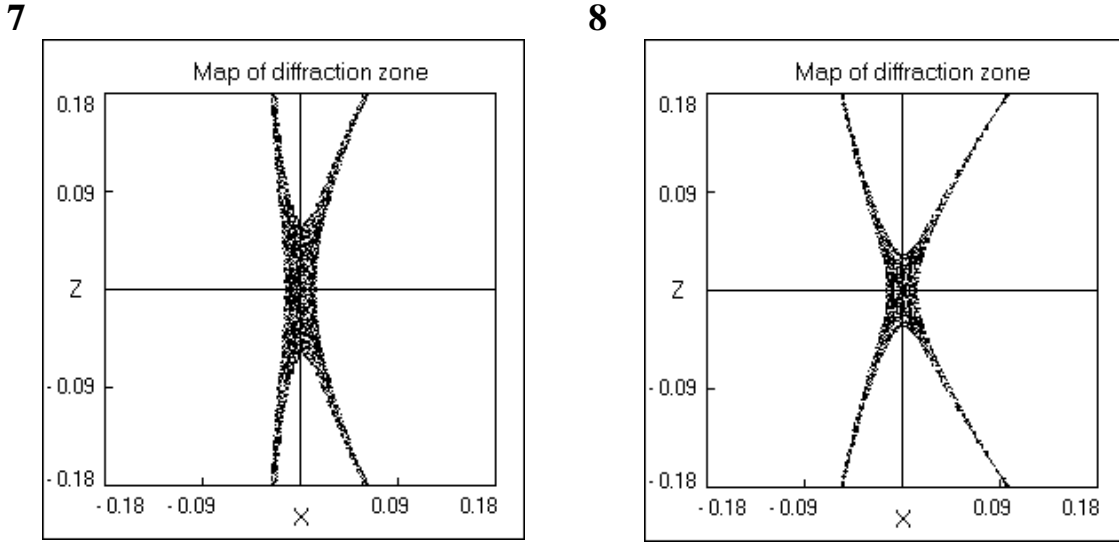 7
Map of diffraction zone
0.18
0.09
Z
- 0.09
- 0.18
- 0.18 - 0.09 X 0.09 0.18
8
Map of diffraction zone
0.18
0.09
Z
- 0.09
- 0.18
- 0.18 - 0.09 X 0.09 0.18